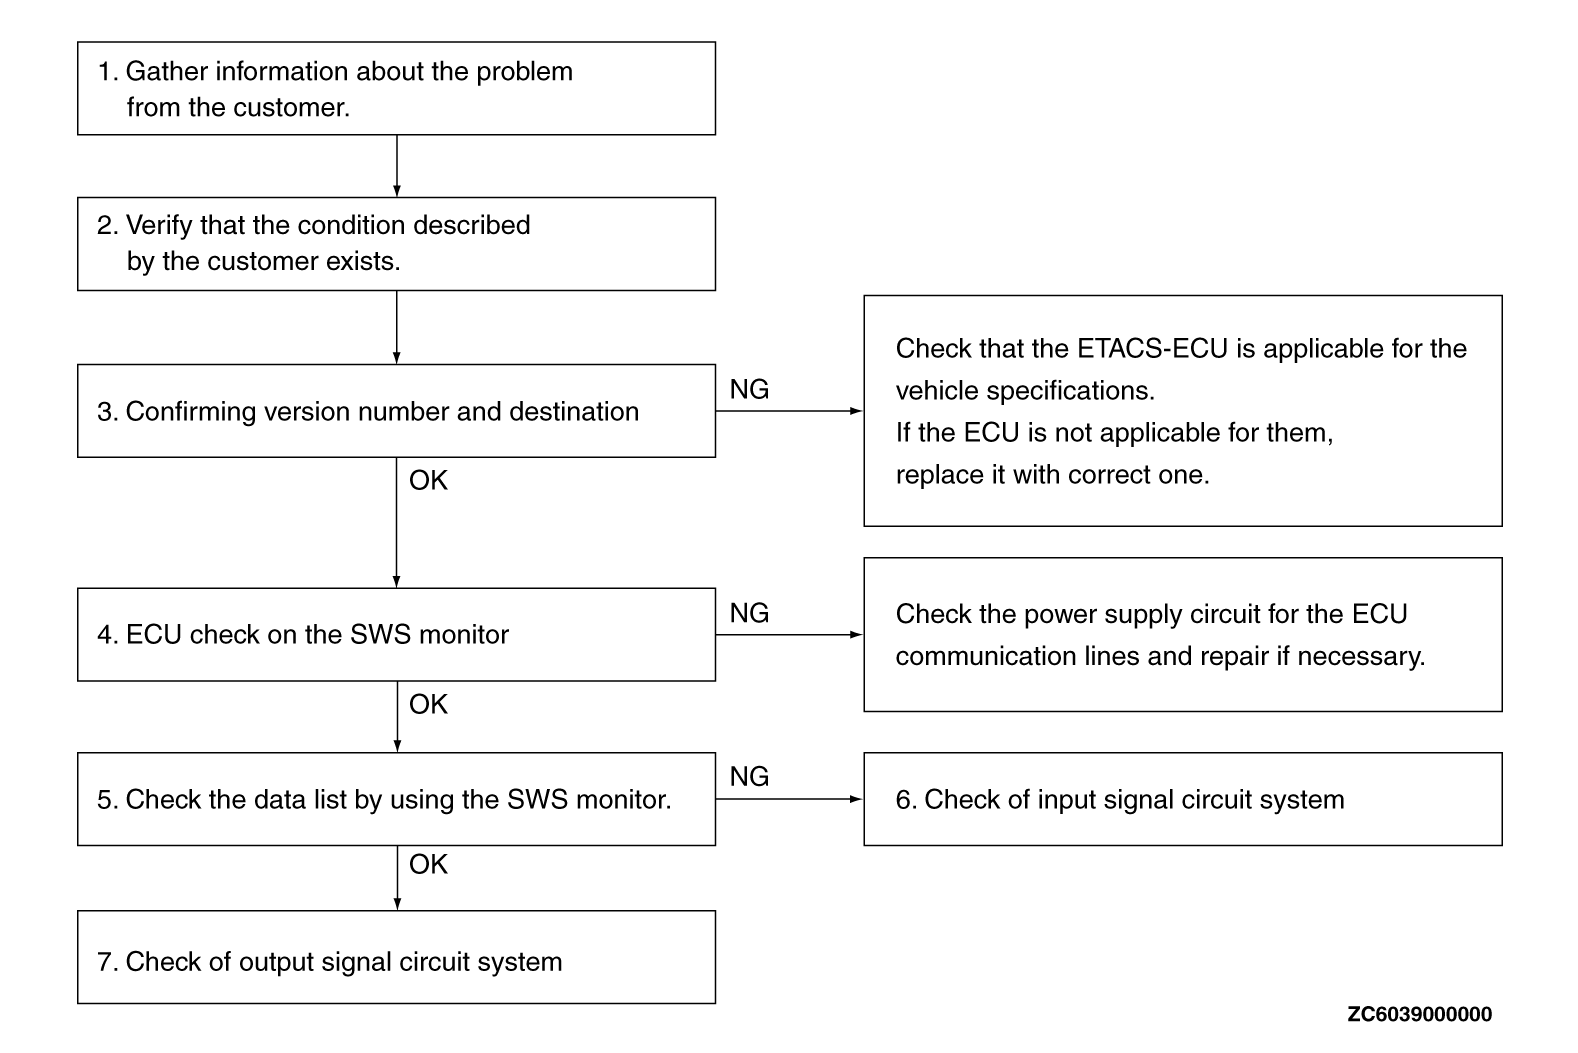 1. Gather information about the problem
from the customer.
2. Verify that the condition described
by the customer exists.
3. Confirming version number and destination
NG
Check that the ETACS-ECU is applicable for the
vehicle specifications.
If the ECU is not applicable for them,
replace it with correct one.
OK
4. ECU check on the SWS monitor
NG
Check the power supply circuit for the ECU
communication lines and repair if necessary.
OK
5. Check the data list by using the SWS monitor.
NG
6. Check of input signal circuit system
OK
7. Check of output signal circuit system
ZC6039000000